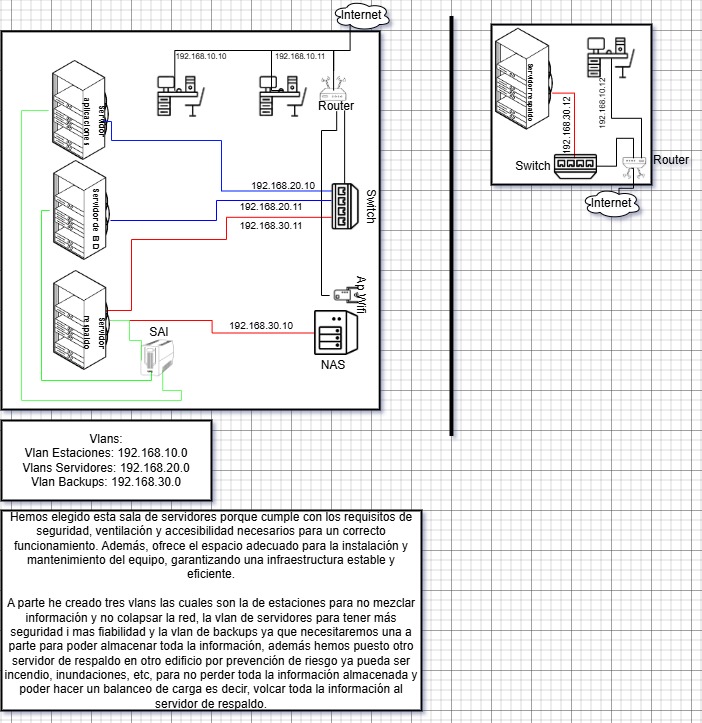 Internet
192.168.10.10
192.168.10.11
Router
Servidor
aplicaciones
192.168.20.10
Servidor de BD
192.168.20.11
192.168.30.11
Switch
Ap Wifi
Servidor
respaldo
SAI
192.168.30.10
NAS
Servidor respaldo
192.168.10.12
192.168.30.12
Switch
Router
Internet
Vlans:
Vlan Estaciones: 192.168.10.0
Vlans Servidores: 192.168.20.0
Vlan Backups: 192.168.30.0
Hemos elegido esta sala de servidores porque cumple con los requisitos de
seguridad, ventilación y accesibilidad necesarios para un correcto
funcionamiento. Además, ofrece el espacio adecuado para la instalación y
mantenimiento del equipo, garantizando una infraestructura estable y
eficiente.
A parte he creado tres vlans las cuales son la de estaciones para no mezclar
información y no colapsar la red, la vlan de servidores para tener más
seguridad i mas fiabilidad y la vlan de backups ya que necesitaremos una a
parte para poder almacenar toda la información, además hemos puesto otro
servidor de respaldo en otro edificio por prevención de riesgo ya pueda ser
incendio, inundaciones, etc, para no perder toda la información almacenada y
poder hacer un balanceo de carga es decir, volcar toda la información al
servidor de respaldo.